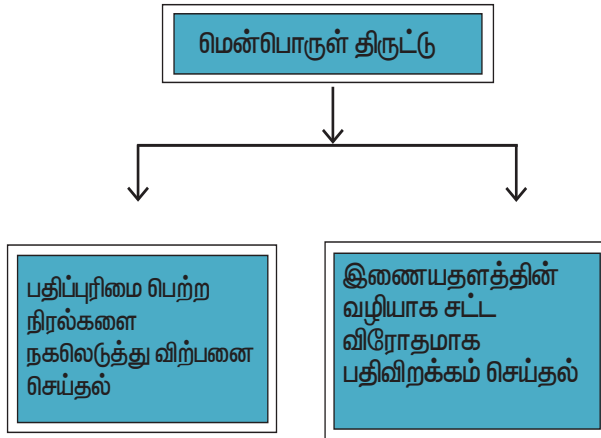 மென்பொருள் திருட்டு
பதிப்புரிமை பெற்ற
நிரல்களை
நகலெடுத்து விற்பனை
செய்தல்
இணையதளத்தின்
வழியாக சட்ட
விரோதமாக
பதிவிறக்கம் செய்தல்